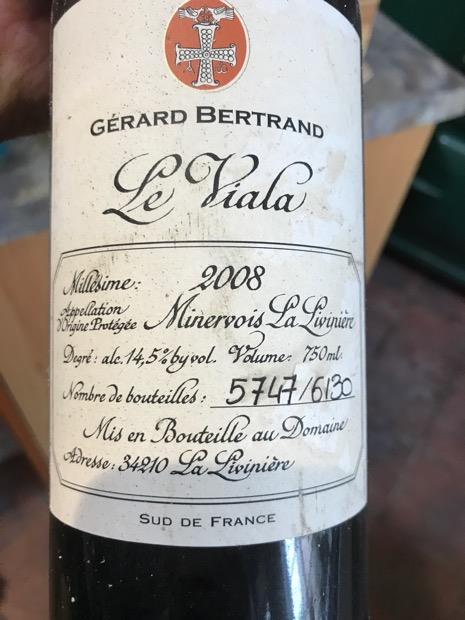 GÉRARD BERTRAND
Le Viala
Millésime: 2008
Appellation
d'Origine Protégée Minervois La Livinière
Degré: alc. 14,5% by vol. Volume: 750 ml.
Nombre de bouteilles: 5747/6130
Mis en Bouteille au Domaine
Adresse: 34210 La Livinière
SUD DE FRANCE